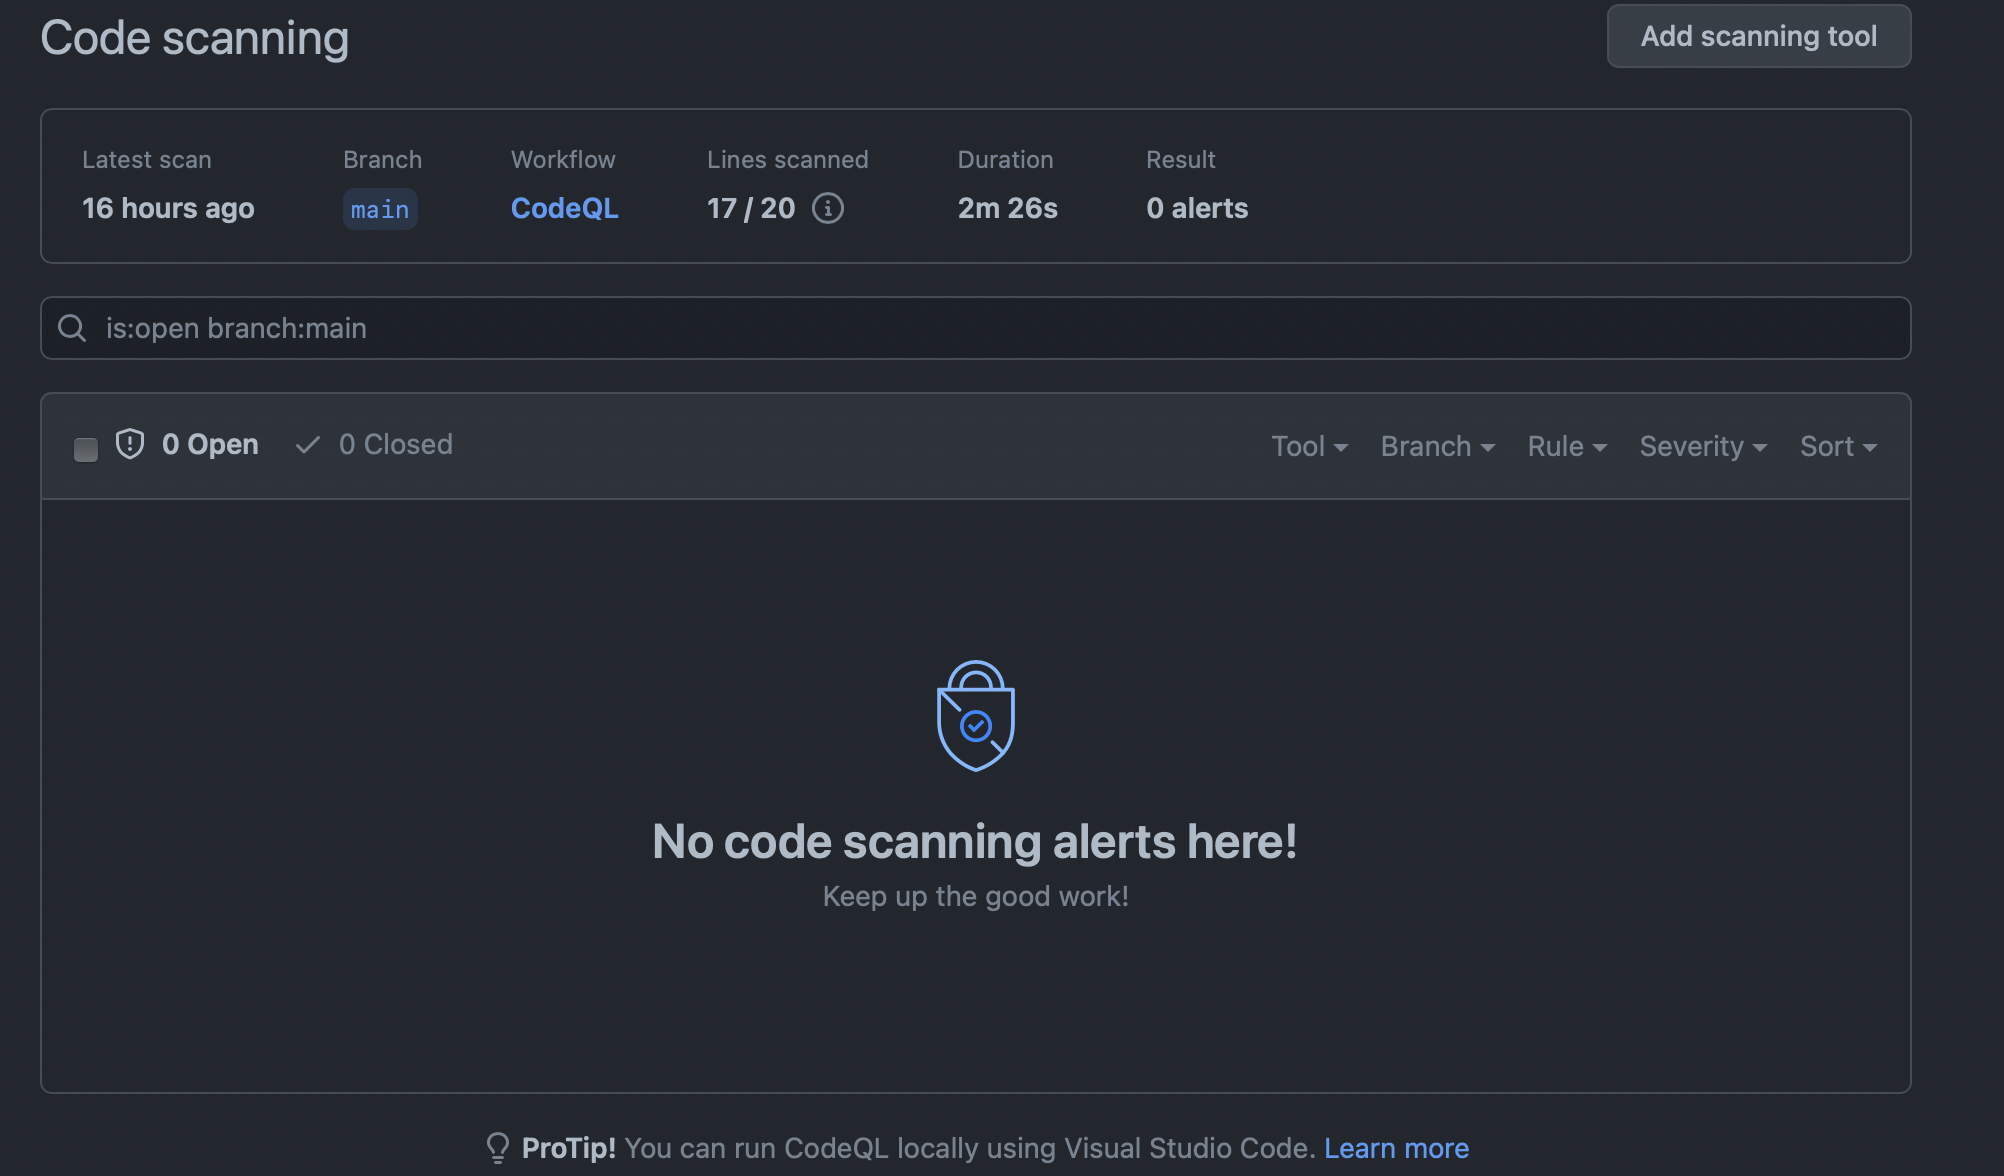 Code scanning
Add scanning tool
Latest scan Branch Workflow Lines scanned Duration Result
16 hours ago main CodeQL 17 / 20 2m 26s 0 alerts
is:open branch:main
0 Open 0 Closed Tool Branch Rule Severity Sort
No code scanning alerts here!
Keep up the good work!
ProTip! You can run CodeQL locally using Visual Studio Code. Learn more